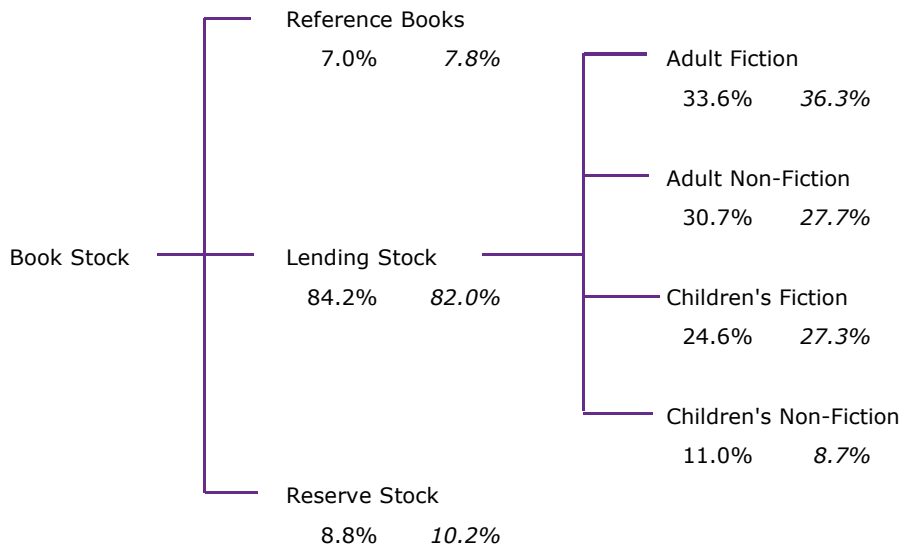 Reference Books
7.0% 7.8%
Adult Fiction
33.6% 36.3%
Adult Non-Fiction
30.7% 27.7%
Book Stock
Lending Stock
84.2% 82.0%
Children's Fiction
24.6% 27.3%
Children's Non-Fiction
11.0% 8.7%
Reserve Stock
8.8% 10.2%